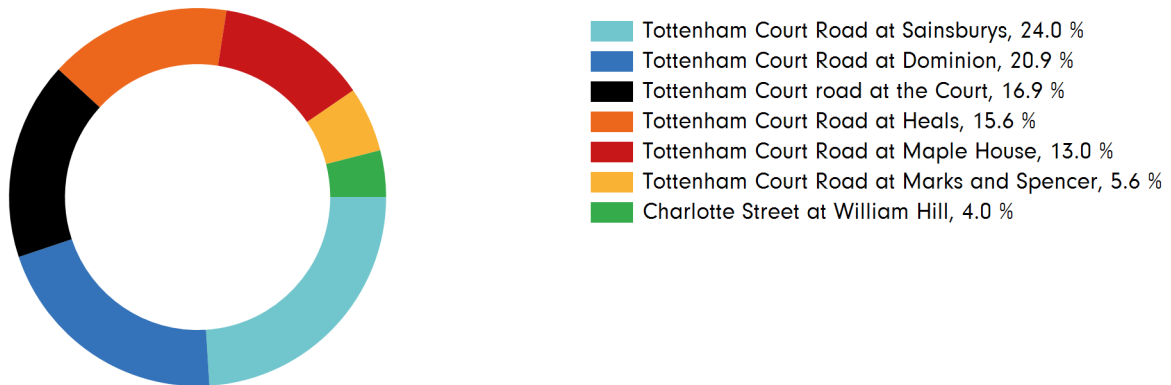 Tottenham Court Road at Sainsburys, 24.0 %
Tottenham Court Road at Dominion, 20.9 %
Tottenham Court road at the Court, 16.9 %
Tottenham Court Road at Heals, 15.6 %
Tottenham Court Road at Maple House, 13.0 %
Tottenham Court Road at Marks and Spencer, 5.6 %
Charlotte Street at William Hill, 4.0 %